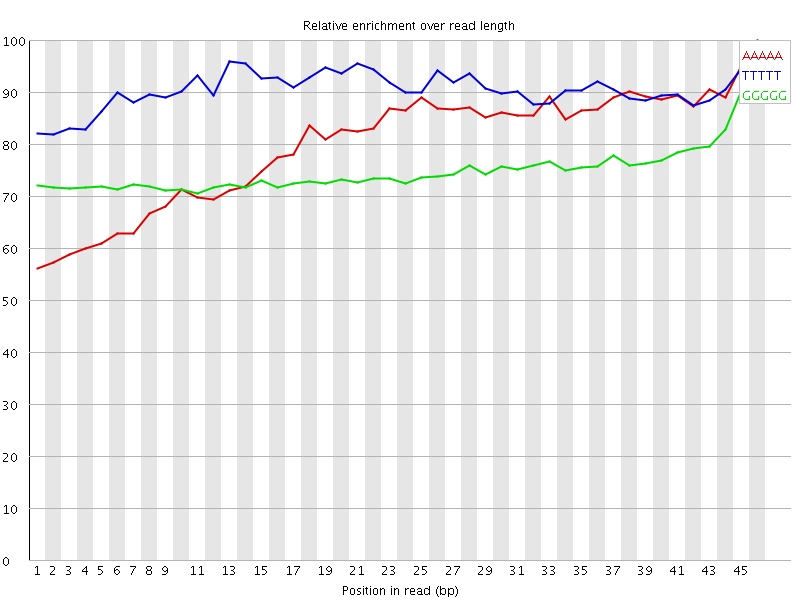 Relative enrichment over read length
100
90
80
70
60
50
40
30
20
10
0
AAAAA
TTTTT
GGGGG
1 2 3 4 5 6 7 8 9 11 13 15 17 19 21 23 25 27 29 31 33 35 37 39 41 43 45
Position in read (bp)